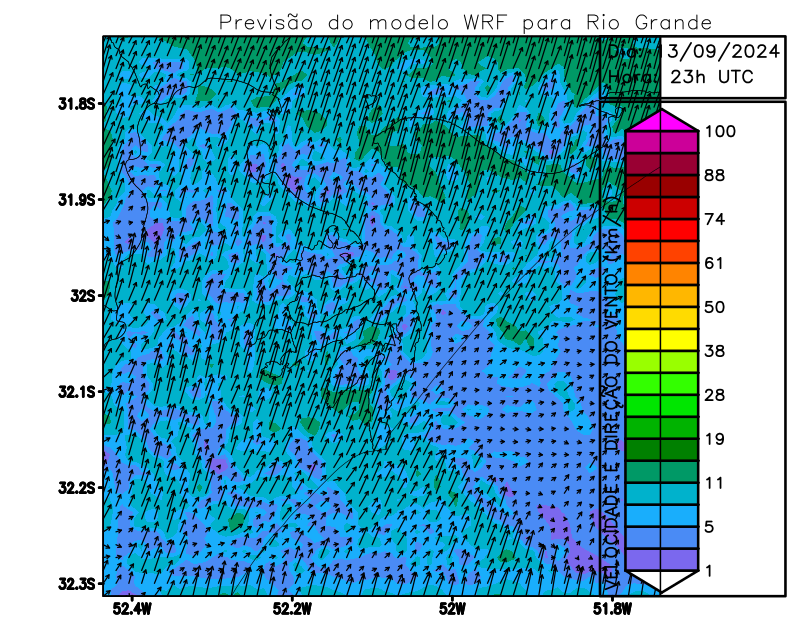 Previsão do modelo WRF para Rio Grande
Dia: 3/09/2024
Hora: 23h UTC
31.8S
31.9S
32S
32.1S
32.2S
32.3S
52.4W
52.2W
52W
51.8W
VELOCIDADE E DIREÇÃO DO VENTO (km
100
88
74
61
50
38
28
19
11
5
1